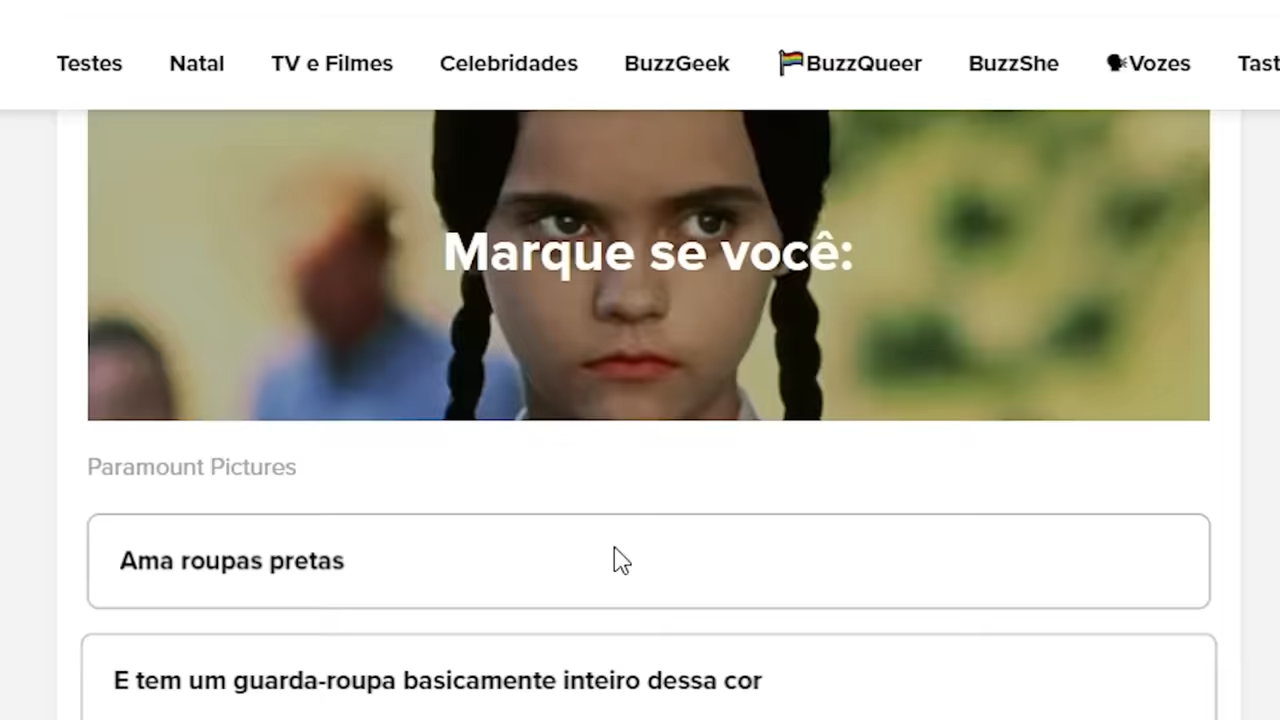 Testes Natal TV e Filmes Celebridades BuzzGeek 🏳️‍🌈BuzzQueer BuzzShe 🗣Vozes Tast
Marque se você:
Paramount Pictures
Ama roupas pretas
E tem um guarda-roupa basicamente inteiro dessa cor